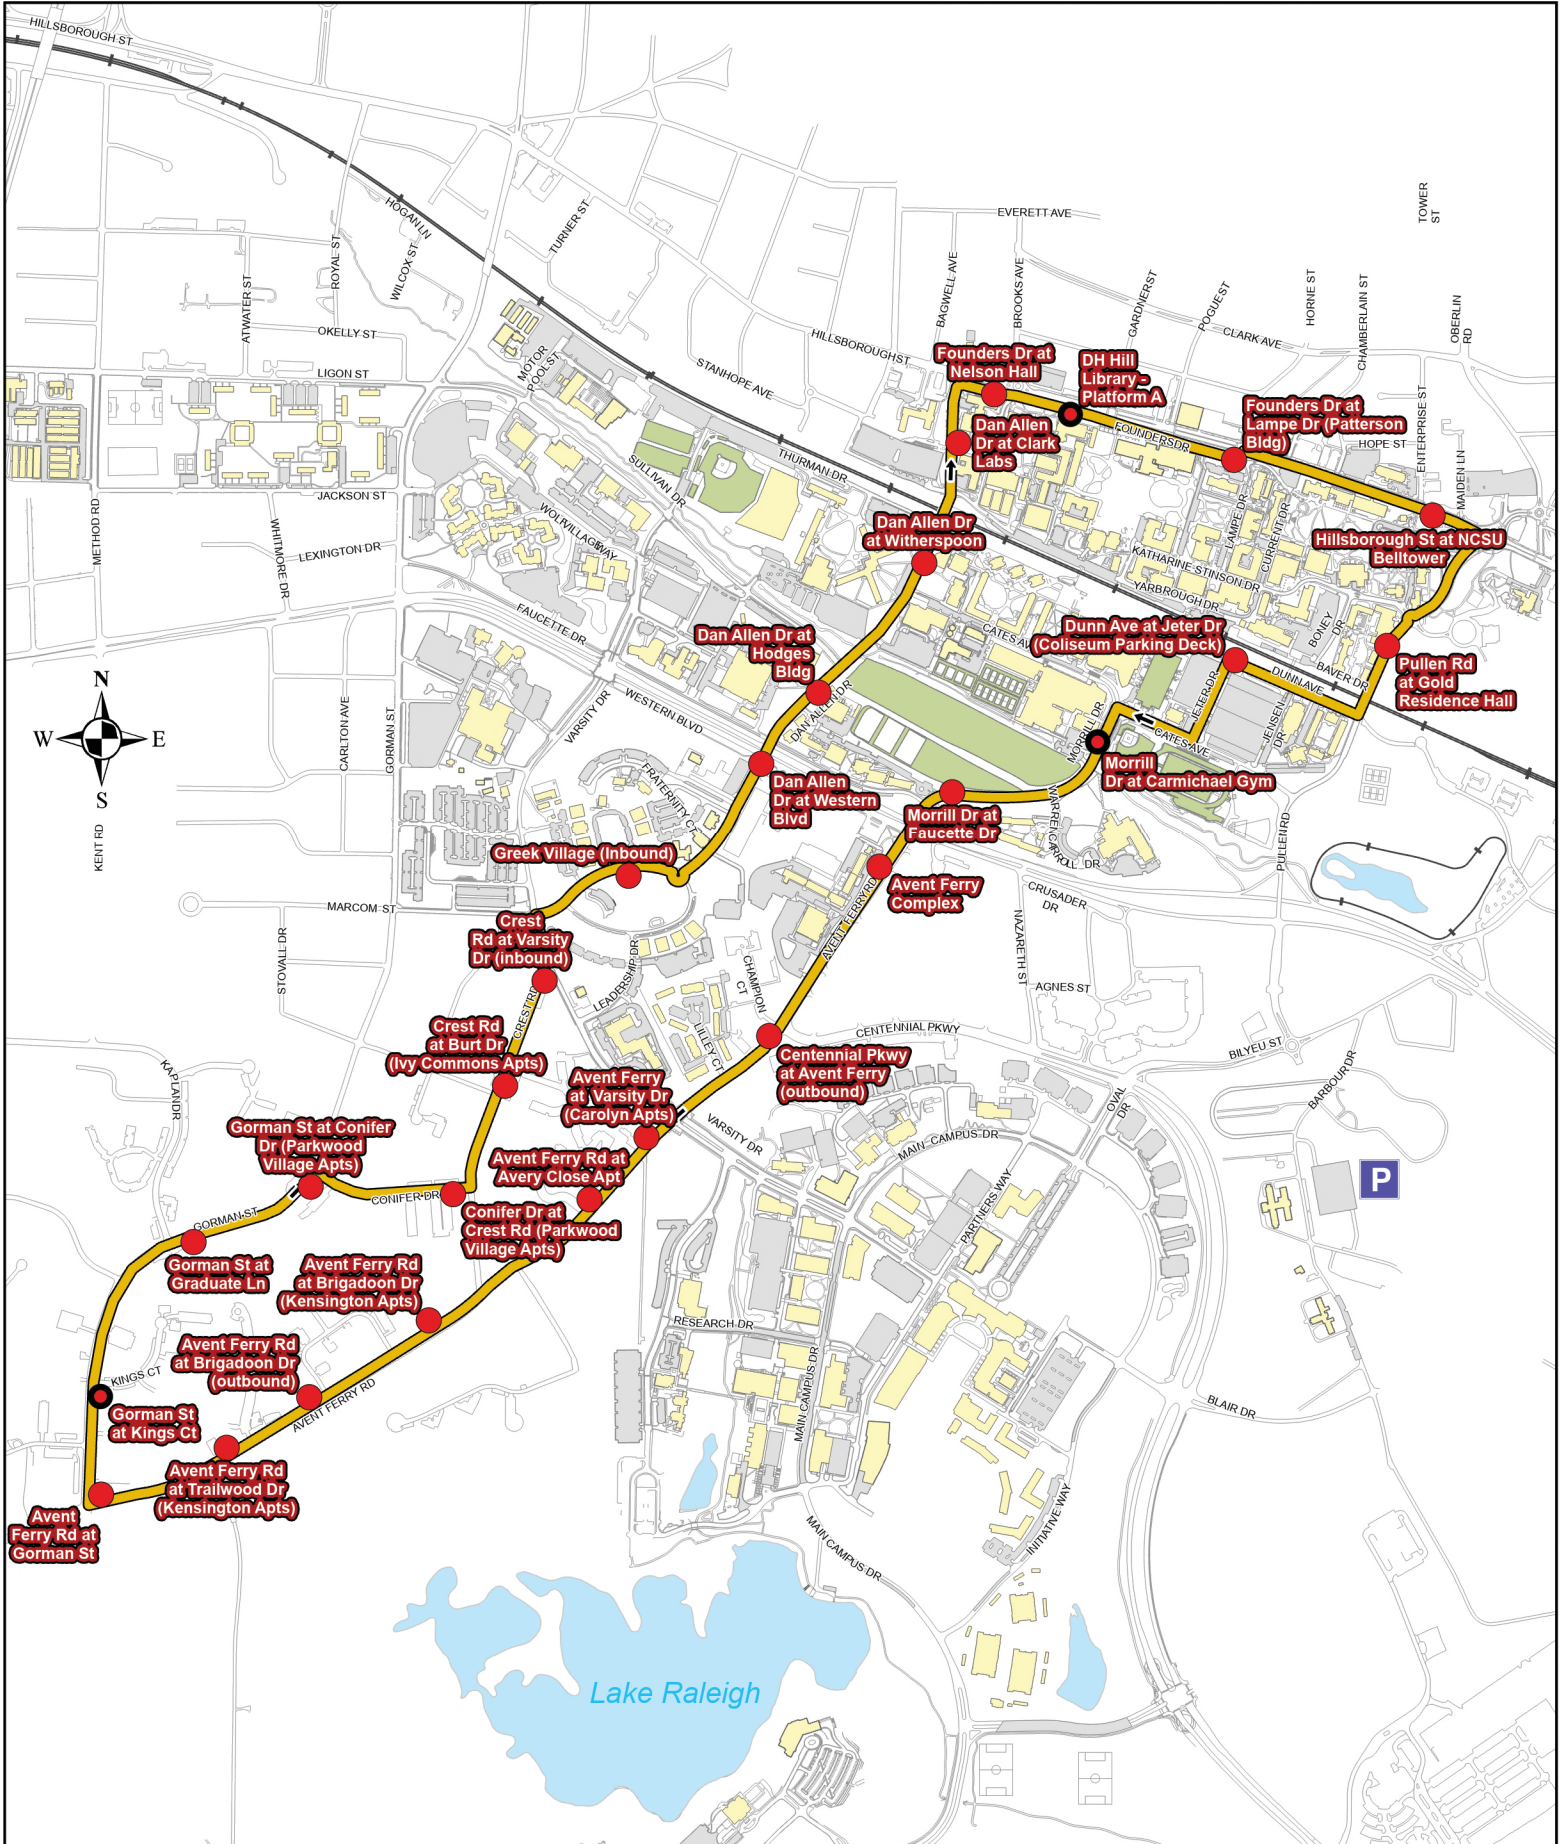 HILLSBOROUGH ST
TOWER
ST
HOGAN LN
TURNER ST
EVERETT AVE
ROYAL ST
WILCOX ST
ATWATER ST
BAGWELL AVE
BROOKS AVE
GARDNER ST
POGUE ST
HORNE ST
CHAMBERLAIN ST
OBERLIN
RD
OKELLY ST
HILLSBOROUGH ST
CLARK AVE
LIGON ST
MOTOR
POOL ST
STANHOPE AVE
Founders Dr at
Nelson Hall
DH Hill
Library -
Platform A
ENTERPRISE ST
Founders Dr at
Lampe Dr (Patterson
Bldg)
Dan Allen
Dr at Clark
Labs
FOUNDERS DR
HOPE ST
THURMAN DR
SULLIVAN DR
MAIDEN LN
METHOD RD
JACKSON ST
WOLF VILLAGE WAY
Dan Allen Dr
at Witherspoon
LAMPE DR
CURRENT DR
Hillsborough St at NCSU
Belltower
WHITMORE DR
LEXINGTON DR
KATHARINE STINSON DR
YARBROUGH DR
FAUCETTE DR
CATES AVE
Dunn Ave at Jeter Dr
(Coliseum Parking Deck)
BONEY
DR
Dan Allen Dr at
Hodges
Bldg
BAVER DR
Pullen Rd
at Gold
Residence Hall
N
W
E
S
CARLTON AVE
GORMAN ST
VARSITY DR
WESTERN BLVD
DAN ALLEN DR
MORRILL DR
JETER DR
DUNN AVE
CATES AVE
JENSEN
DR
Morrill
Dr at Carmichael Gym
Dan Allen
Dr at Western
Blvd
FRATERNITY CT
Morrill Dr at
Faucette Dr
WARREN CARROLL DR
PULLEN RD
KENT RD
Greek Village (Inbound)
Avent Ferry
Complex
CRUSADER
DR
MARCOM ST
AVENT FERRY RD
NAZARETH ST
Crest
Rd at Varsity
Dr (inbound)
STOVALL DR
LEADERSHIP DR
CHAMPION
CT
AGNES ST
CREST RD
Crest Rd
at Burt Dr
(Ivy Commons Apts)
LILLEY CT
CENTENNIAL PKWY
BILYEU ST
Centennial Pkwy
at Avent Ferry
(outbound)
KAPLAN DR
Avent Ferry
at Varsity Dr
(Carolyn Apts)
OVAL
DR
BARBOUR DR
VARSITY DR
MAIN CAMPUS DR
Gorman St at Conifer
Dr (Parkwood
Village Apts)
Avent Ferry Rd at
Avery Close Apt
P
CONIFER DR
PARTNERS WAY
GORMAN ST
Conifer Dr at
Crest Rd (Parkwood
Village Apts)
Gorman St at
Graduate Ln
Avent Ferry Rd
at Brigadoon Dr
(Kensington Apts)
RESEARCH DR
Avent Ferry Rd
at Brigadoon Dr
(outbound)
KINGS CT
AVENT FERRY RD
MAIN CAMPUS DR
BLAIR DR
Gorman St
at Kings Ct
Avent Ferry Rd
at Trailwood Dr
(Kensington Apts)
Avent
Ferry Rd at
Gorman St
INITIATIVE WAY
MAIN CAMPUS DR
Lake Raleigh